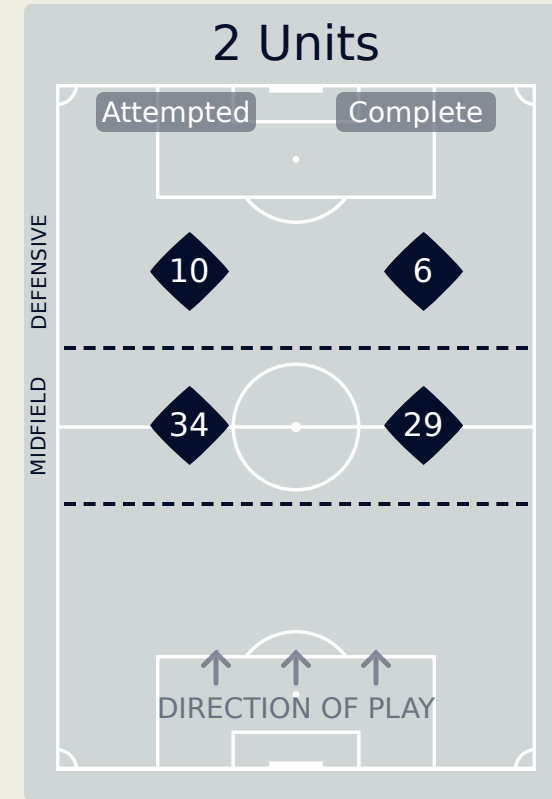 2 Units
Attempted Complete
DEFENSIVE
10 6
MIDFIELD
34 29
DIRECTION OF PLAY